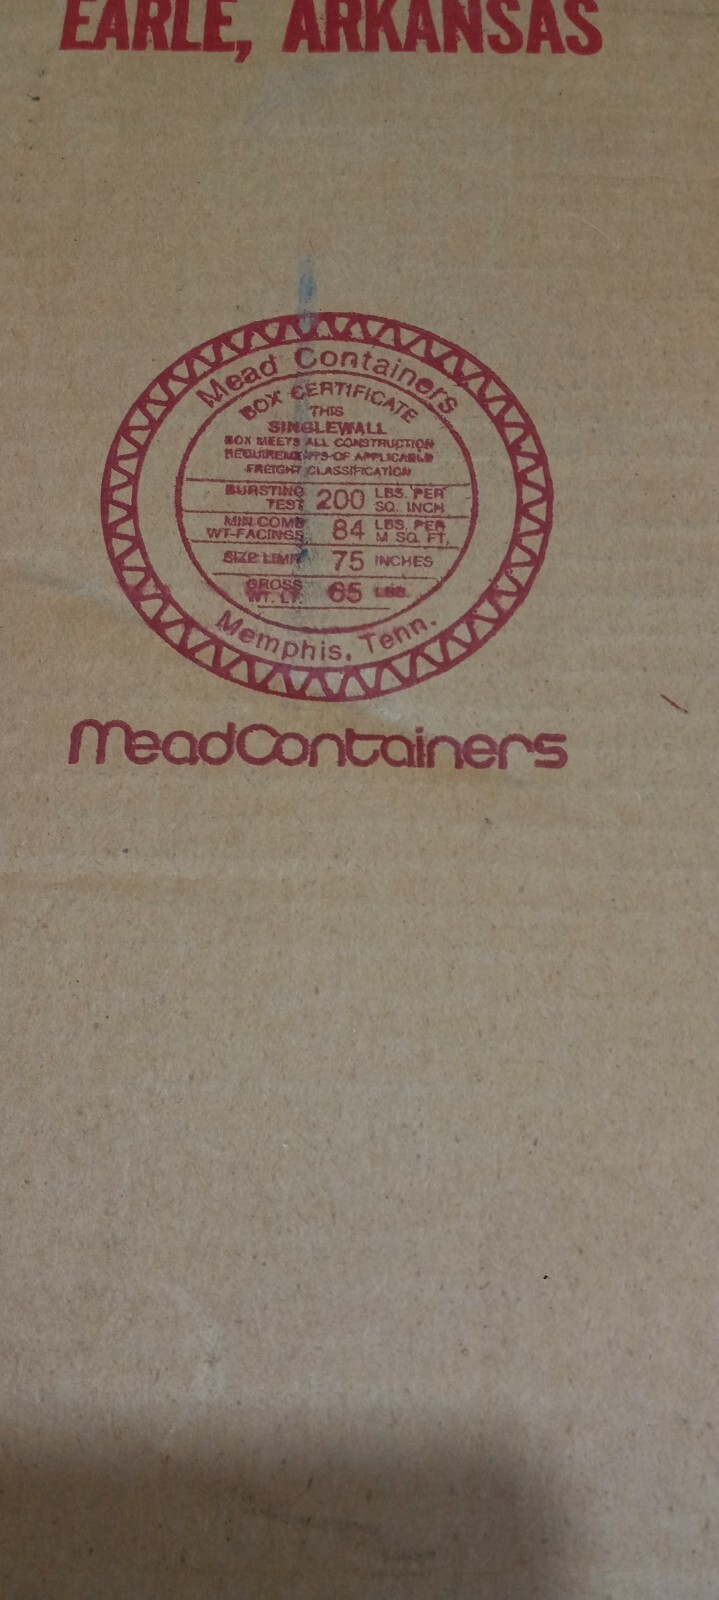 EARLE, ARKANSAS
Mead Containers
BOX CERTIFICATE
THIS
SINGLEWALL
BOX MEETS ALL CONSTRUCTION
REQUIREMENTS OF APPLICABLE
FREIGHT CLASSIFICATION
BURSTING TEST 200 LBS. PER SQ. INCH
MIN COMB WT-FACINGS 84 LBS. PER M SQ. FT.
SIZE LIMIT 75 INCHES
GROSS WT. LT. 65 LBS.
Memphis, Tenn.
MeadContainers